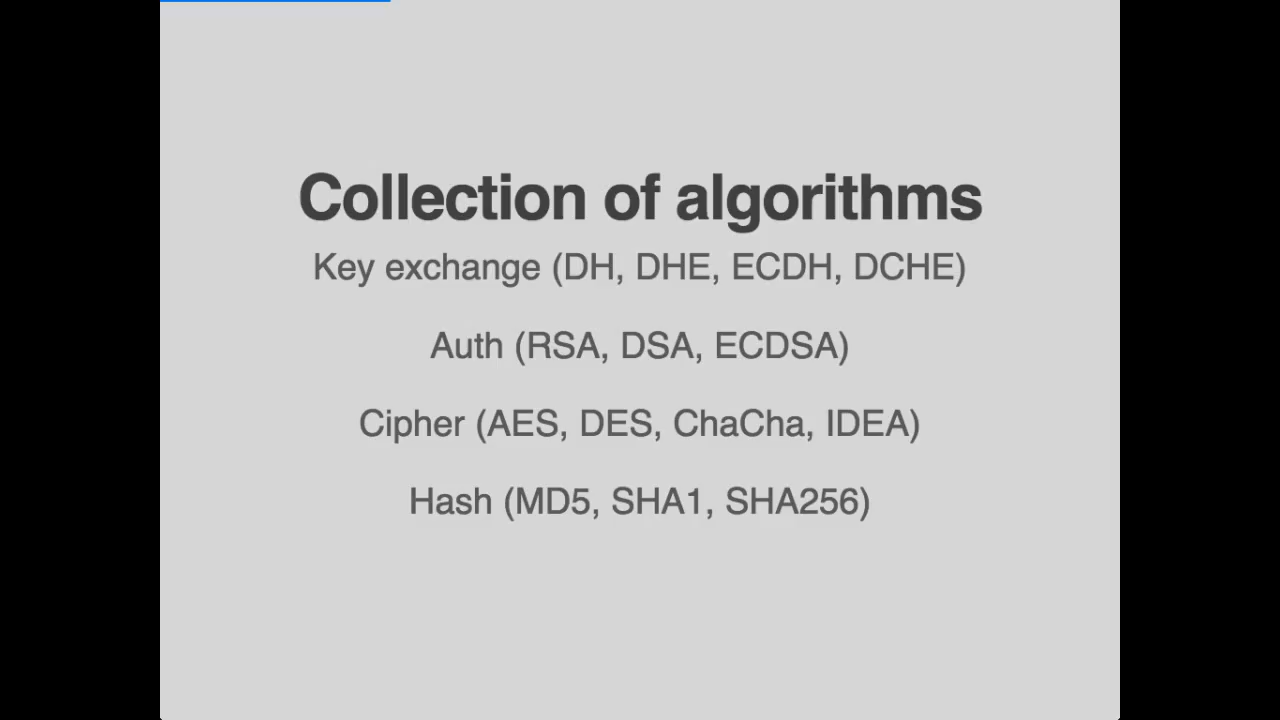 Collection of algorithms
Key exchange (DH, DHE, ECDH, DCHE)
Auth (RSA, DSA, ECDSA)
Cipher (AES, DES, ChaCha, IDEA)
Hash (MD5, SHA1, SHA256)